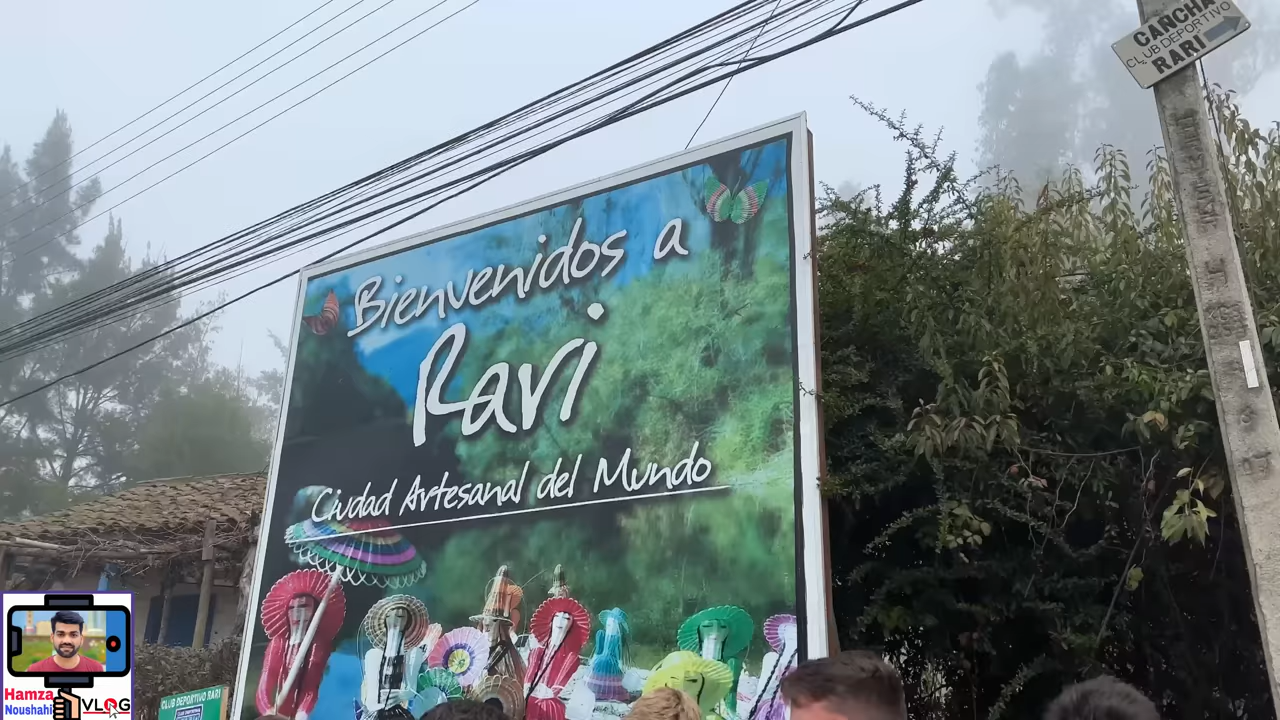 CANCHA
CLUB DEPORTIVO
RARI
Bienvenidos a
Rari
Ciudad Artesanal del Mundo
CLUB DEPORTIVO RARI
Hamza
Noushahi
VLOG